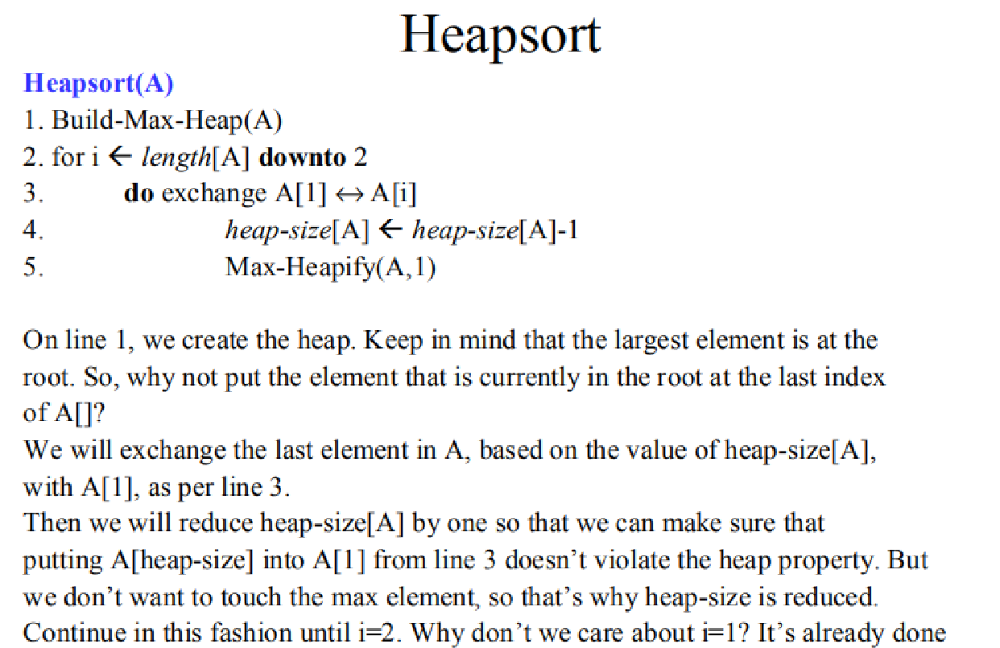 Heapsort
Heapsort(A)
1. Build-Max-Heap(A)
2. for i ← length[A] downto 2
3. do exchange A[1] ↔ A[i]
4. heap-size[A] ← heap-size[A]-1
5. Max-Heapify(A,1)
On line 1, we create the heap. Keep in mind that the largest element is at the
root. So, why not put the element that is currently in the root at the last index
of A[]?
We will exchange the last element in A, based on the value of heap-size[A],
with A[1], as per line 3.
Then we will reduce heap-size[A] by one so that we can make sure that
putting A[heap-size] into A[1] from line 3 doesn’t violate the heap property. But
we don’t want to touch the max element, so that’s why heap-size is reduced.
Continue in this fashion until i=2. Why don’t we care about i=1? It’s already done